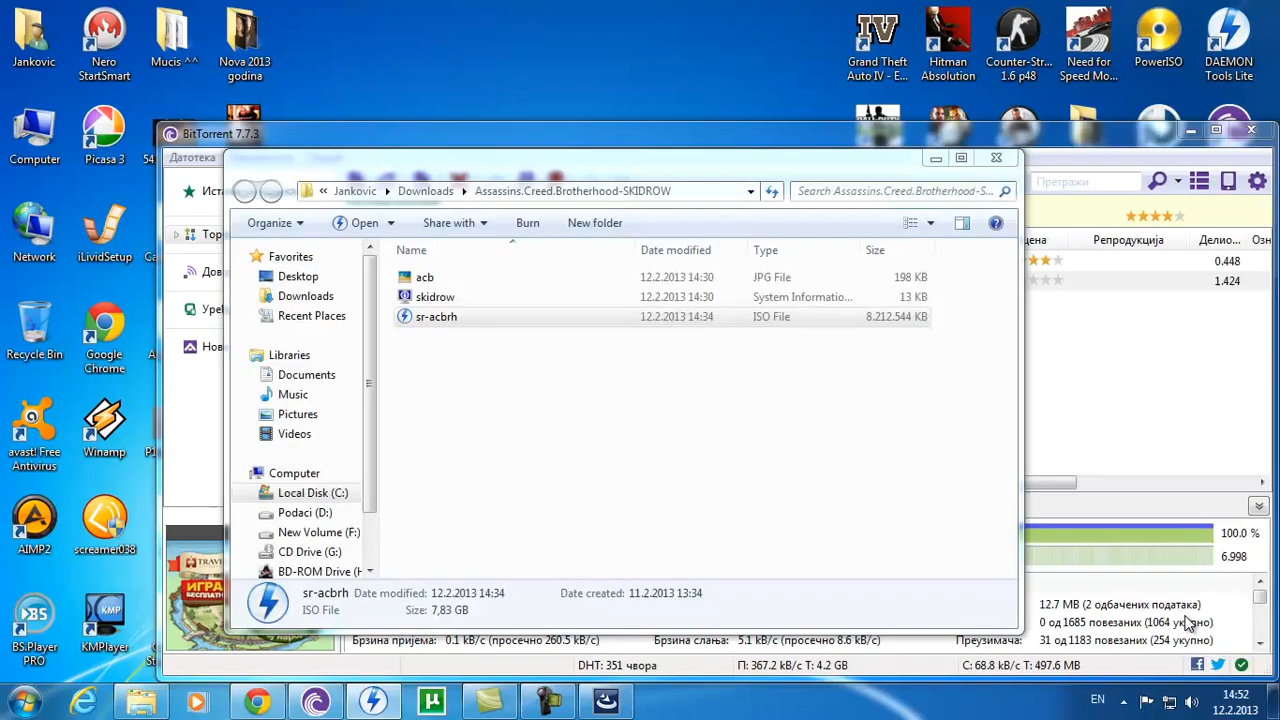 Jankovic
Nero StartSmart
Mucis ^^
Nova 2013 godina
IV
Grand Theft Auto IV - E...
Hitman Absolution
Counter-Str... 1.6 p48
Need for Speed Mo...
PowerISO
DAEMON Tools Lite
Computer
Picasa 3
Network
iLividSetup
Recycle Bin
Google Chrome
avast! Free Antivirus
Winamp
AIMP2
screamer038
BS.Player PRO
KMPlayer
BitTorrent 7.7.3
Датотека
Претражи
Репродукција
Делио...
0.448
1.424
« Jankovic ▸ Downloads ▸ Assassins.Creed.Brotherhood-SKIDROW
Search Assassins.Creed.Brotherhood-S...
Organize
Open
Share with
Burn
New folder
Name
Date modified
Type
Size
acb
12.2.2013 14:30
JPG File
198 KB
skidrow
12.2.2013 14:30
System Informatio...
13 KB
sr-acbrh
12.2.2013 14:34
ISO File
8.212.544 KB
Favorites
Desktop
Downloads
Recent Places
Libraries
Documents
Music
Pictures
Videos
Computer
Local Disk (C:)
Podaci (D:)
New Volume (F:)
CD Drive (G:)
BD-ROM Drive (H
sr-acbrh
Date modified: 12.2.2013 14:34
Date created: 11.2.2013 13:34
ISO File
Size: 7,83 GB
100.0 %
6.998
12.7 MB (2 одбачених податка)
0 од 1685 повезаних (1064 укупно)
Брзина пријема: 0.1 kB/s (просечно 260.5 kB/s)
Брзина слања: 5.1 kB/s (просечно 8.6 kB/s)
Преузимача: 31 од 1183 повезани (254 укупно)
DHT: 351 чвора
П: 367.2 kB/s T: 4.2 GB
С: 68.8 kB/s T: 497.6 MB
EN
14:52
12.2.2013